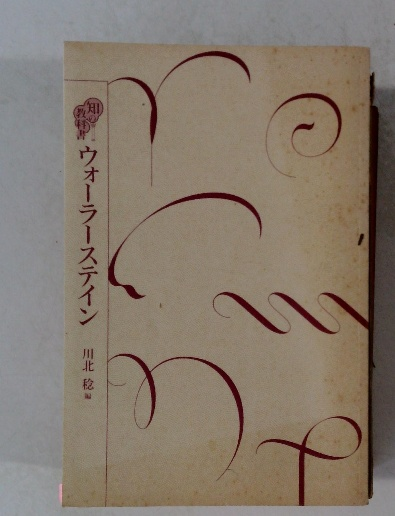 知の
教科書
ウォーラーステイン
川北 稔 編